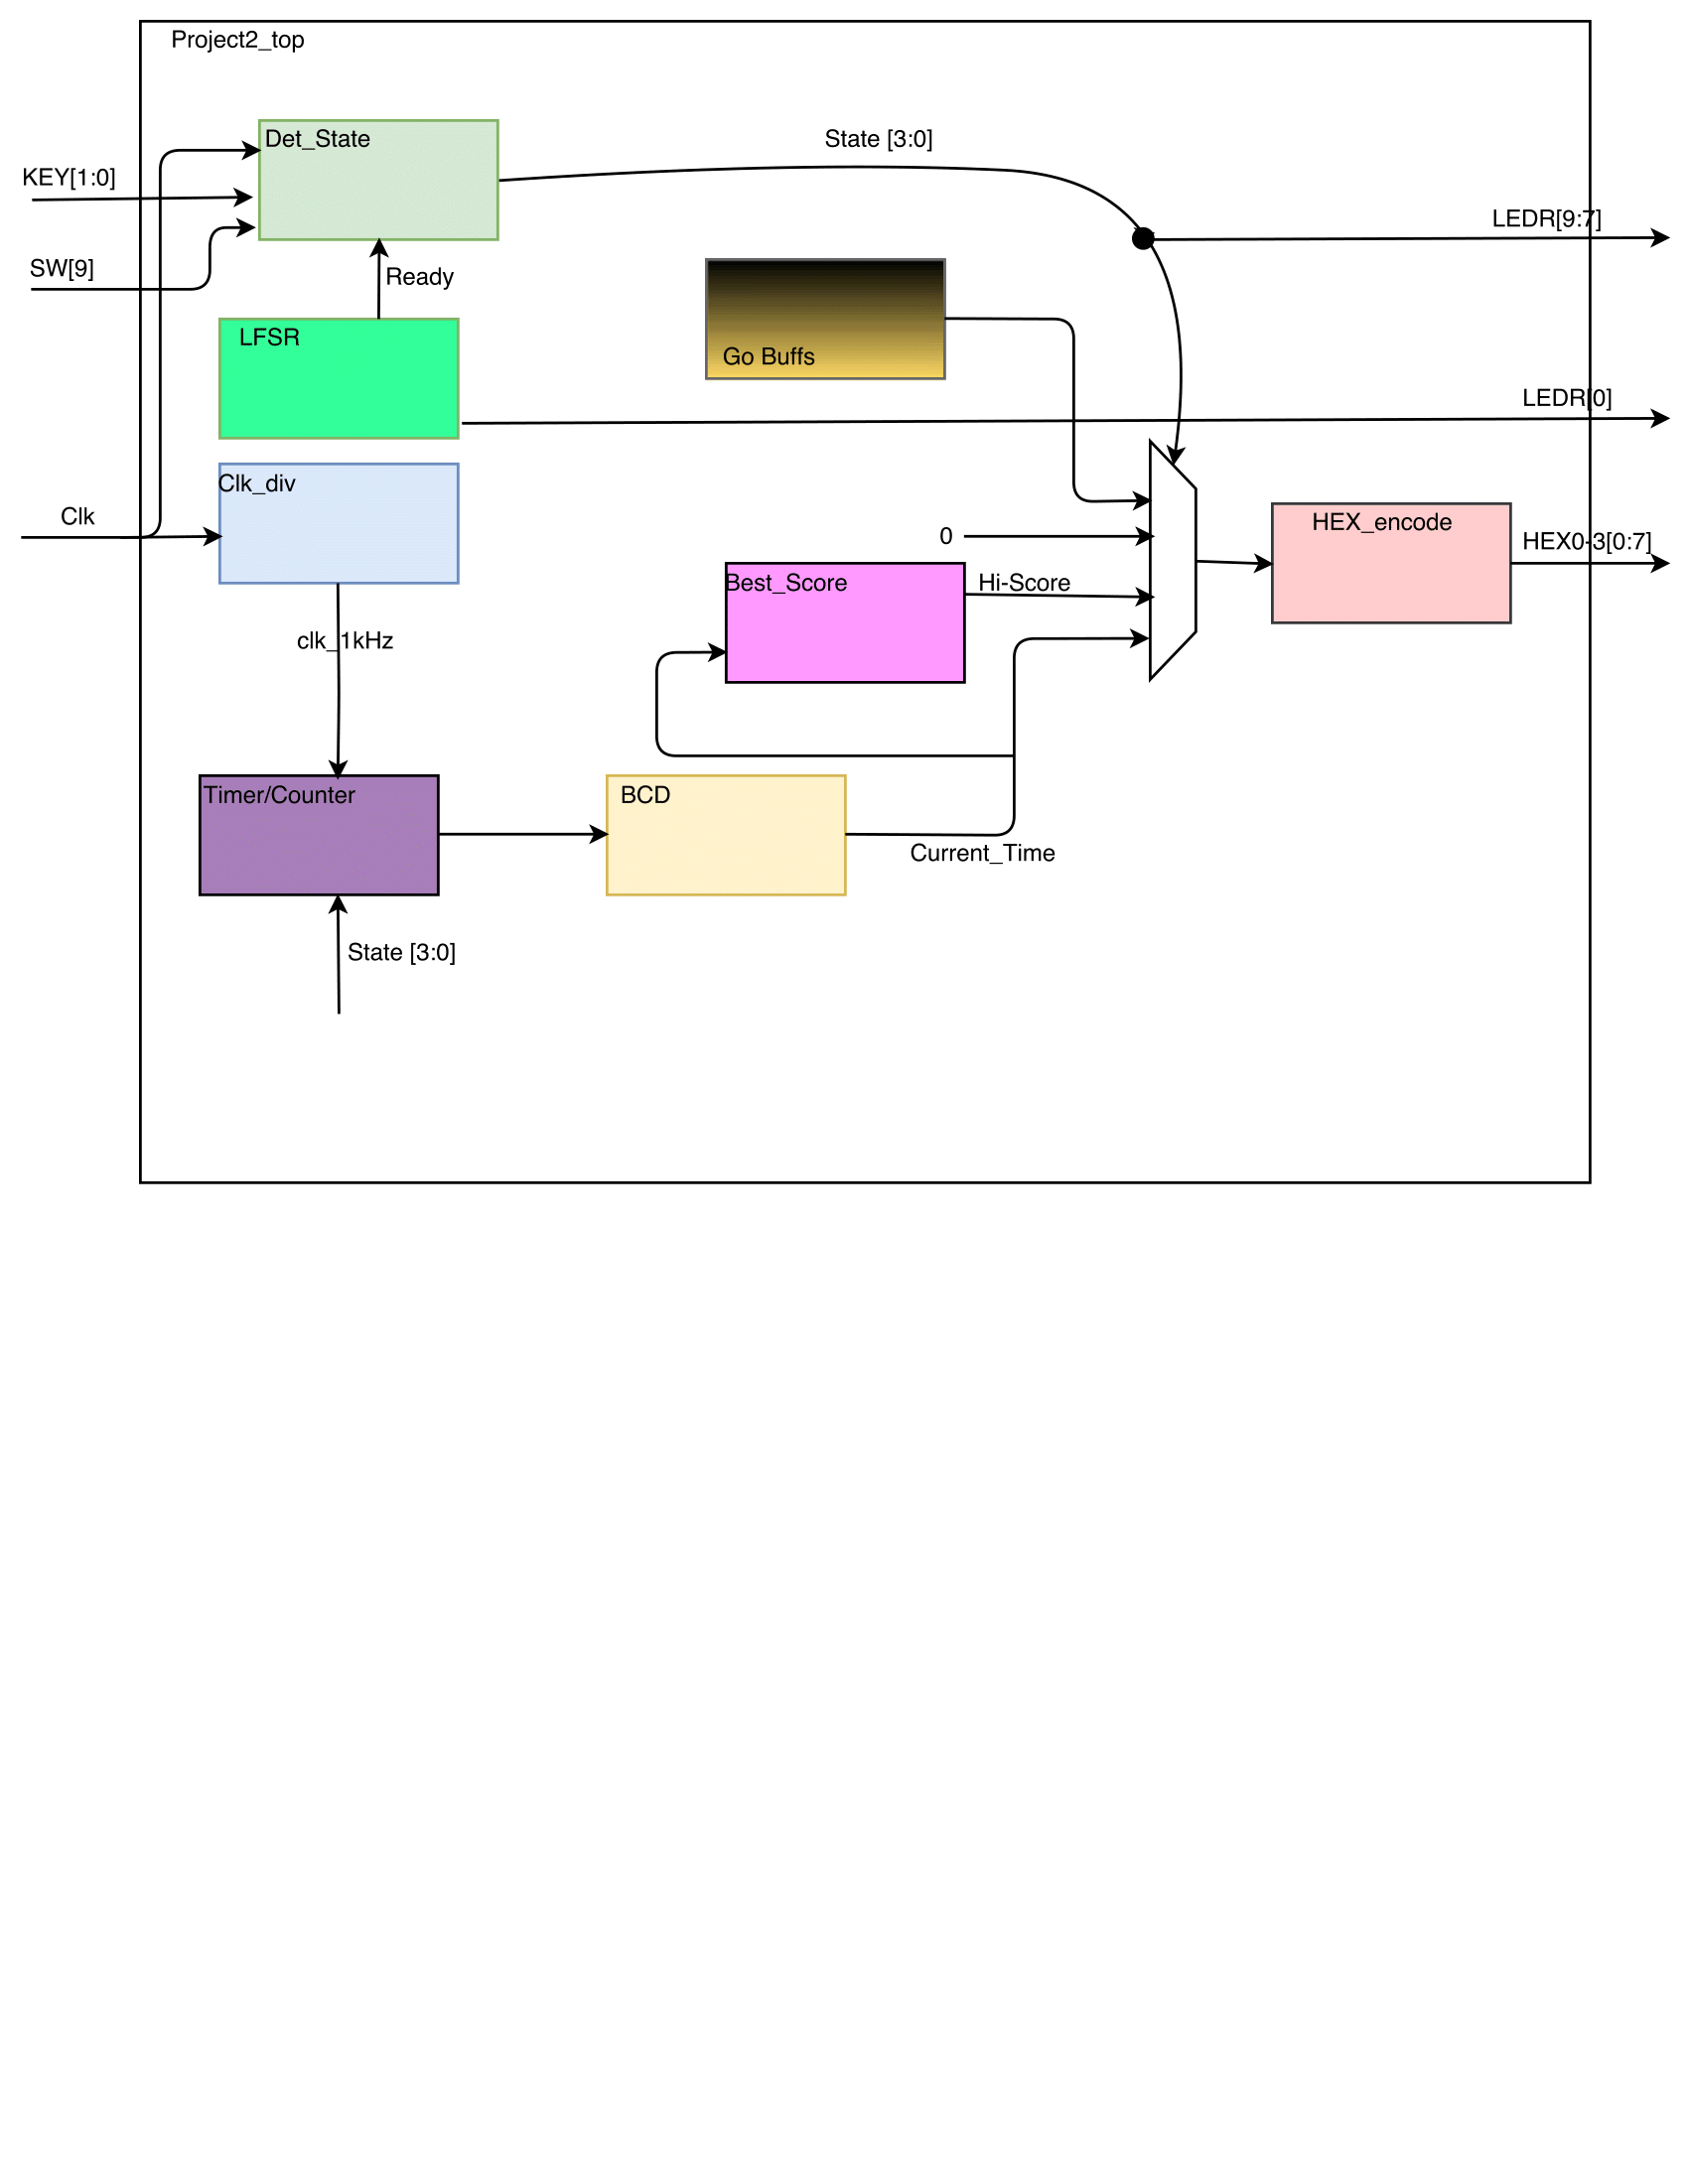 Project2_top
Det_State
State [3:0]
KEY[1:0]
LEDR[9:7]
SW[9]
Ready
LFSR
Go Buffs
LEDR[0]
Clk_div
Clk
0
HEX_encode
HEX0-3[0:7]
Best_Score
Hi-Score
clk_1kHz
Timer/Counter
BCD
Current_Time
State [3:0]